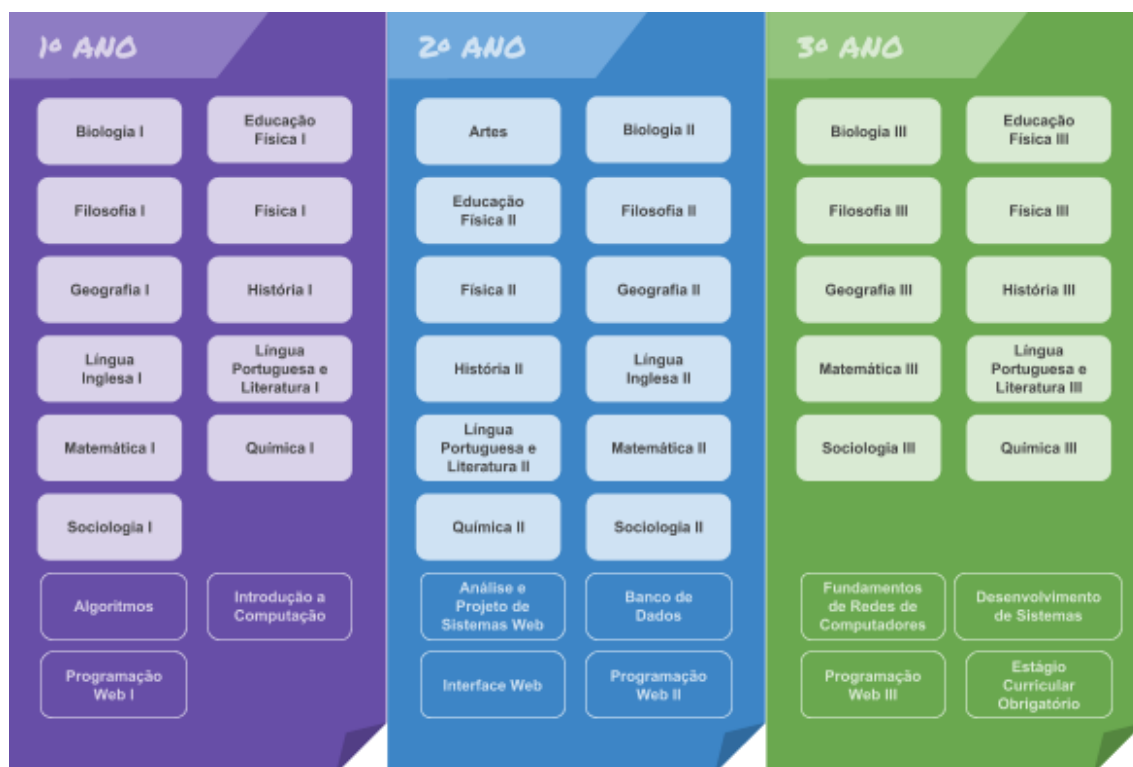 1º ANO
Biologia I
Educação
Física I
Filosofia I
Física I
Geografia I
História I
Língua
Inglesa I
Língua
Portuguesa e
Literatura I
Matemática I
Química I
Sociologia I
Algoritmos
Introdução a
Computação
Programação
Web I
2º ANO
Artes
Biologia II
Educação
Física II
Filosofia II
Física II
Geografia II
História II
Língua
Inglesa II
Língua
Portuguesa e
Literatura II
Matemática II
Química II
Sociologia II
Análise e
Projeto de
Sistemas Web
Banco de
Dados
Interface Web
Programação
Web II
3º ANO
Biologia III
Educação
Física III
Filosofia III
Física III
Geografia III
História III
Matemática III
Língua
Portuguesa e
Literatura III
Sociologia III
Química III
Fundamentos
de Redes de
Computadores
Desenvolvimento
de Sistemas
Programação
Web III
Estágio
Curricular
Obrigatório